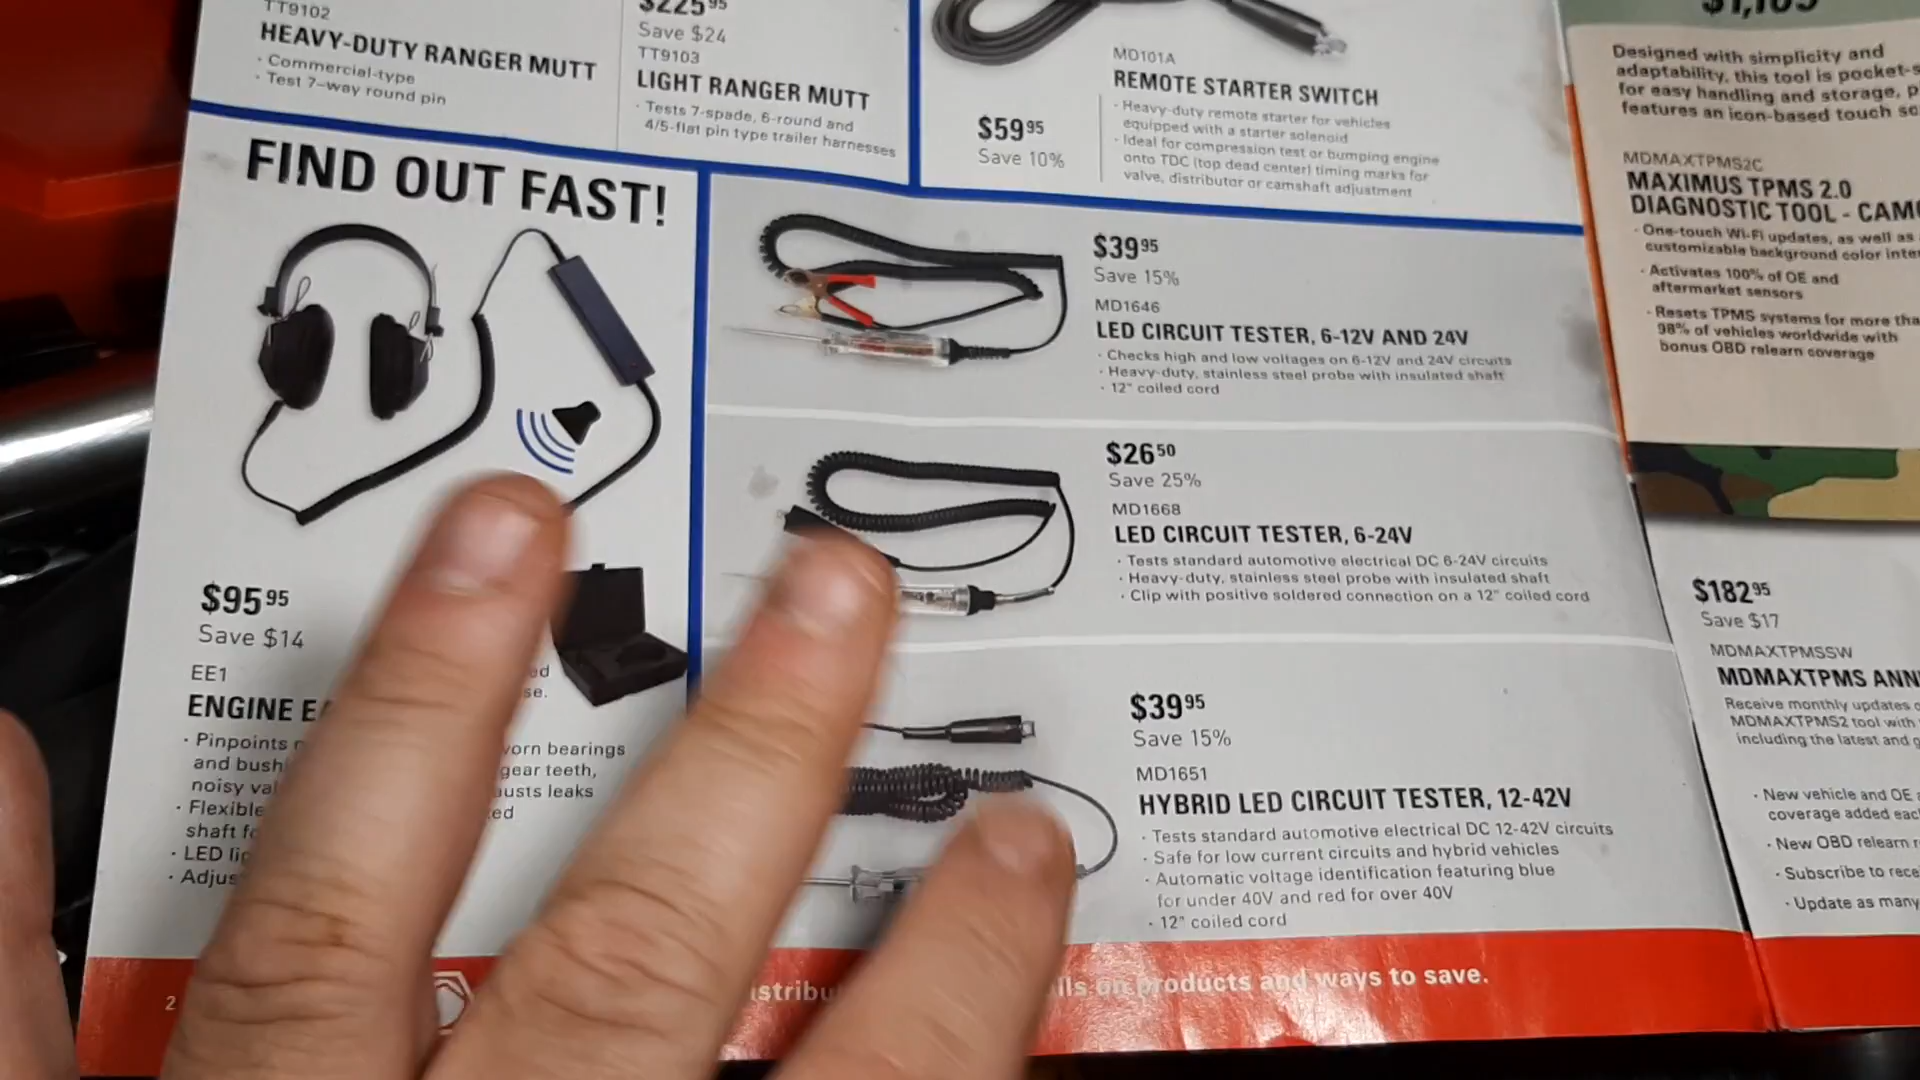 TT9102
HEAVY-DUTY RANGER MUTT
· Commercial-type
· Test 7-way round pin
$225 95
Save $24
TT9103
LIGHT RANGER MUTT
· Tests 7-spade, 6-round and
4/5-flat pin type trailer harnesses
$59 95
Save 10%
MD101A
REMOTE STARTER SWITCH
· Heavy-duty remote starter for vehicles
equipped with a starter solenoid
· Ideal for compression test or bumping engine
onto TDC (top dead center) timing marks for
valve, distributor or camshaft adjustment
FIND OUT FAST!
$95 95
Save $14
EE1
ENGINE
· Pinpoints
and
noisy
worn bearings
gear teeth,
leaks
· Flexible
shaft
· LED
$39 95
Save 15%
MD1646
LED CIRCUIT TESTER, 6-12V AND 24V
· Checks high and low voltages on 6-12V and 24V circuits
· Heavy-duty, stainless steel probe with insulated shaft
· 12" coiled cord
$26 50
Save 25%
MD1668
LED CIRCUIT TESTER, 6-24V
· Tests standard automotive electrical DC 6-24V circuits
· Heavy-duty, stainless steel probe with insulated shaft
· Clip with positive soldered connection on a 12" coiled cord
$39 95
Save 15%
MD1651
HYBRID LED CIRCUIT TESTER, 12-42V
· Tests standard automotive electrical DC 12-42V circuits
· Safe for low current circuits and hybrid vehicles
· Automatic voltage identification featuring blue
for under 40V and red for over 40V
· 12" coiled cord
2
on products and ways to save.
Designed with simplicity and
adaptability, this tool is
for easy handling and storage,
features an icon-based touch
MDMAXTPMS2C
MAXIMUS TPMS 2.0
DIAGNOSTIC TOOL -
· One-touch Wi-Fi updates, as well as
customizable background color
· Activates 100% of OE and
aftermarket sensors
· Resets TPMS systems for more
98% of vehicles worldwide with
bonus OBD relearn coverage
$182 95
Save $17
MDMAXTPMSSW
MDMAXTPMS
Receive monthly updates
MDMAXTPMS2 tool with
including the latest and
· New vehicle and OE
coverage added
· New OBD relearn
· Subscribe to
· Update as many